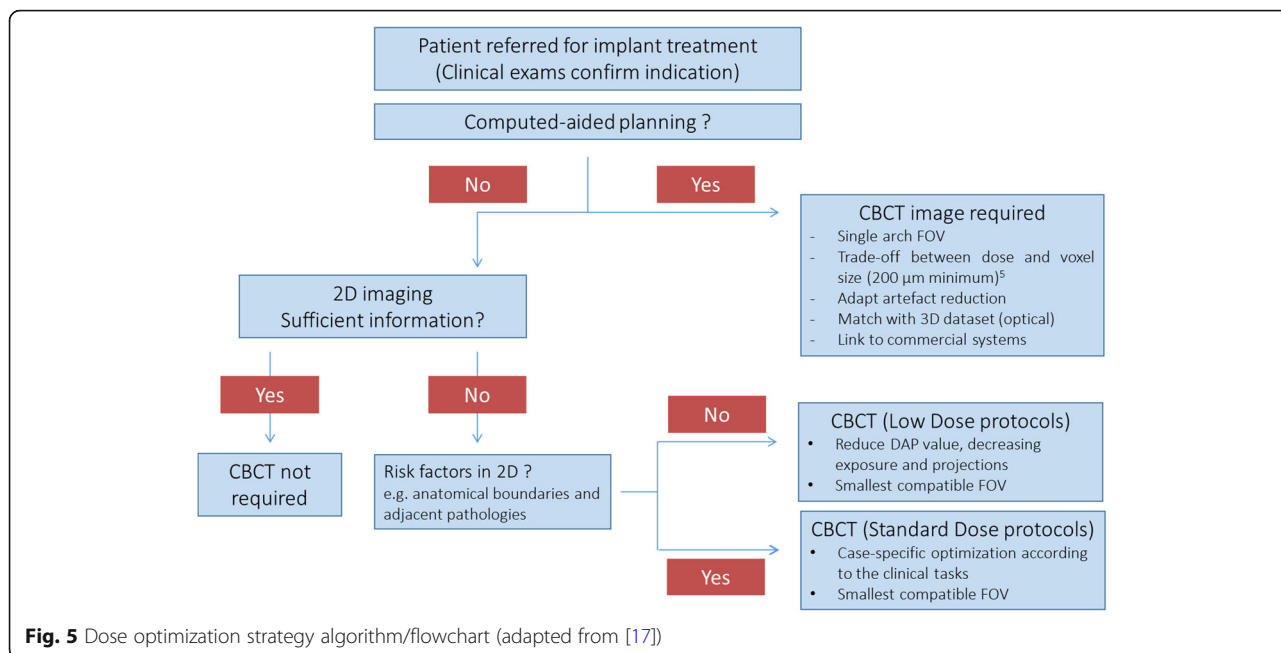 Patient referred for implant treatment
(Clinical exams confirm indication)
Computed-aided planning ?
No
Yes
CBCT image required
- Single arch FOV
- Trade-off between dose and voxel
size (200 µm minimum)5
- Adapt artefact reduction
- Match with 3D dataset (optical)
- Link to commercial systems
2D imaging
Sufficient information?
Yes
No
CBCT not
required
Risk factors in 2D ?
e.g. anatomical boundaries and
adjacent pathologies
No
CBCT (Low Dose protocols)
• Reduce DAP value, decreasing
exposure and projections
• Smallest compatible FOV
Yes
CBCT (Standard Dose protocols)
• Case-specific optimization according
to the clinical tasks
• Smallest compatible FOV
Fig. 5 Dose optimization strategy algorithm/flowchart (adapted from [17])